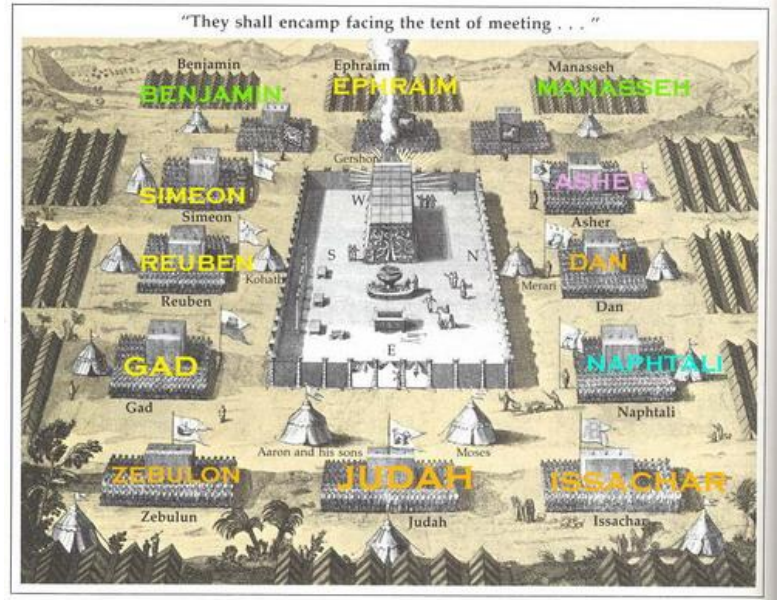 "They shall encamp facing the tent of meeting . . . "
Benjamin
Ephraim
Manasseh
BENJAMIN
EPHRAIM
MANASSEH
Gershon
SIMEON
Simeon
W
ASHER
Asher
REUBEN
Reuben
Kohath
S
N
Merari
DAN
Dan
E
GAD
Gad
NAPHTALI
Naphtali
Aaron and his sons
Moses
ZEBULON
Zebulun
JUDAH
Judah
ISSACHAR
Issachar